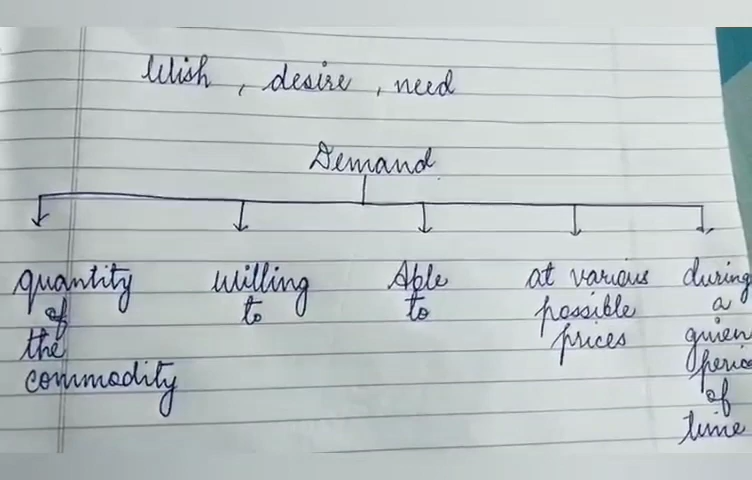 Wish , desire , need
Demand
quantity
of
the
commodity
willing
to
Able
to
at various
possible
prices
during
a
given
perio
of
time